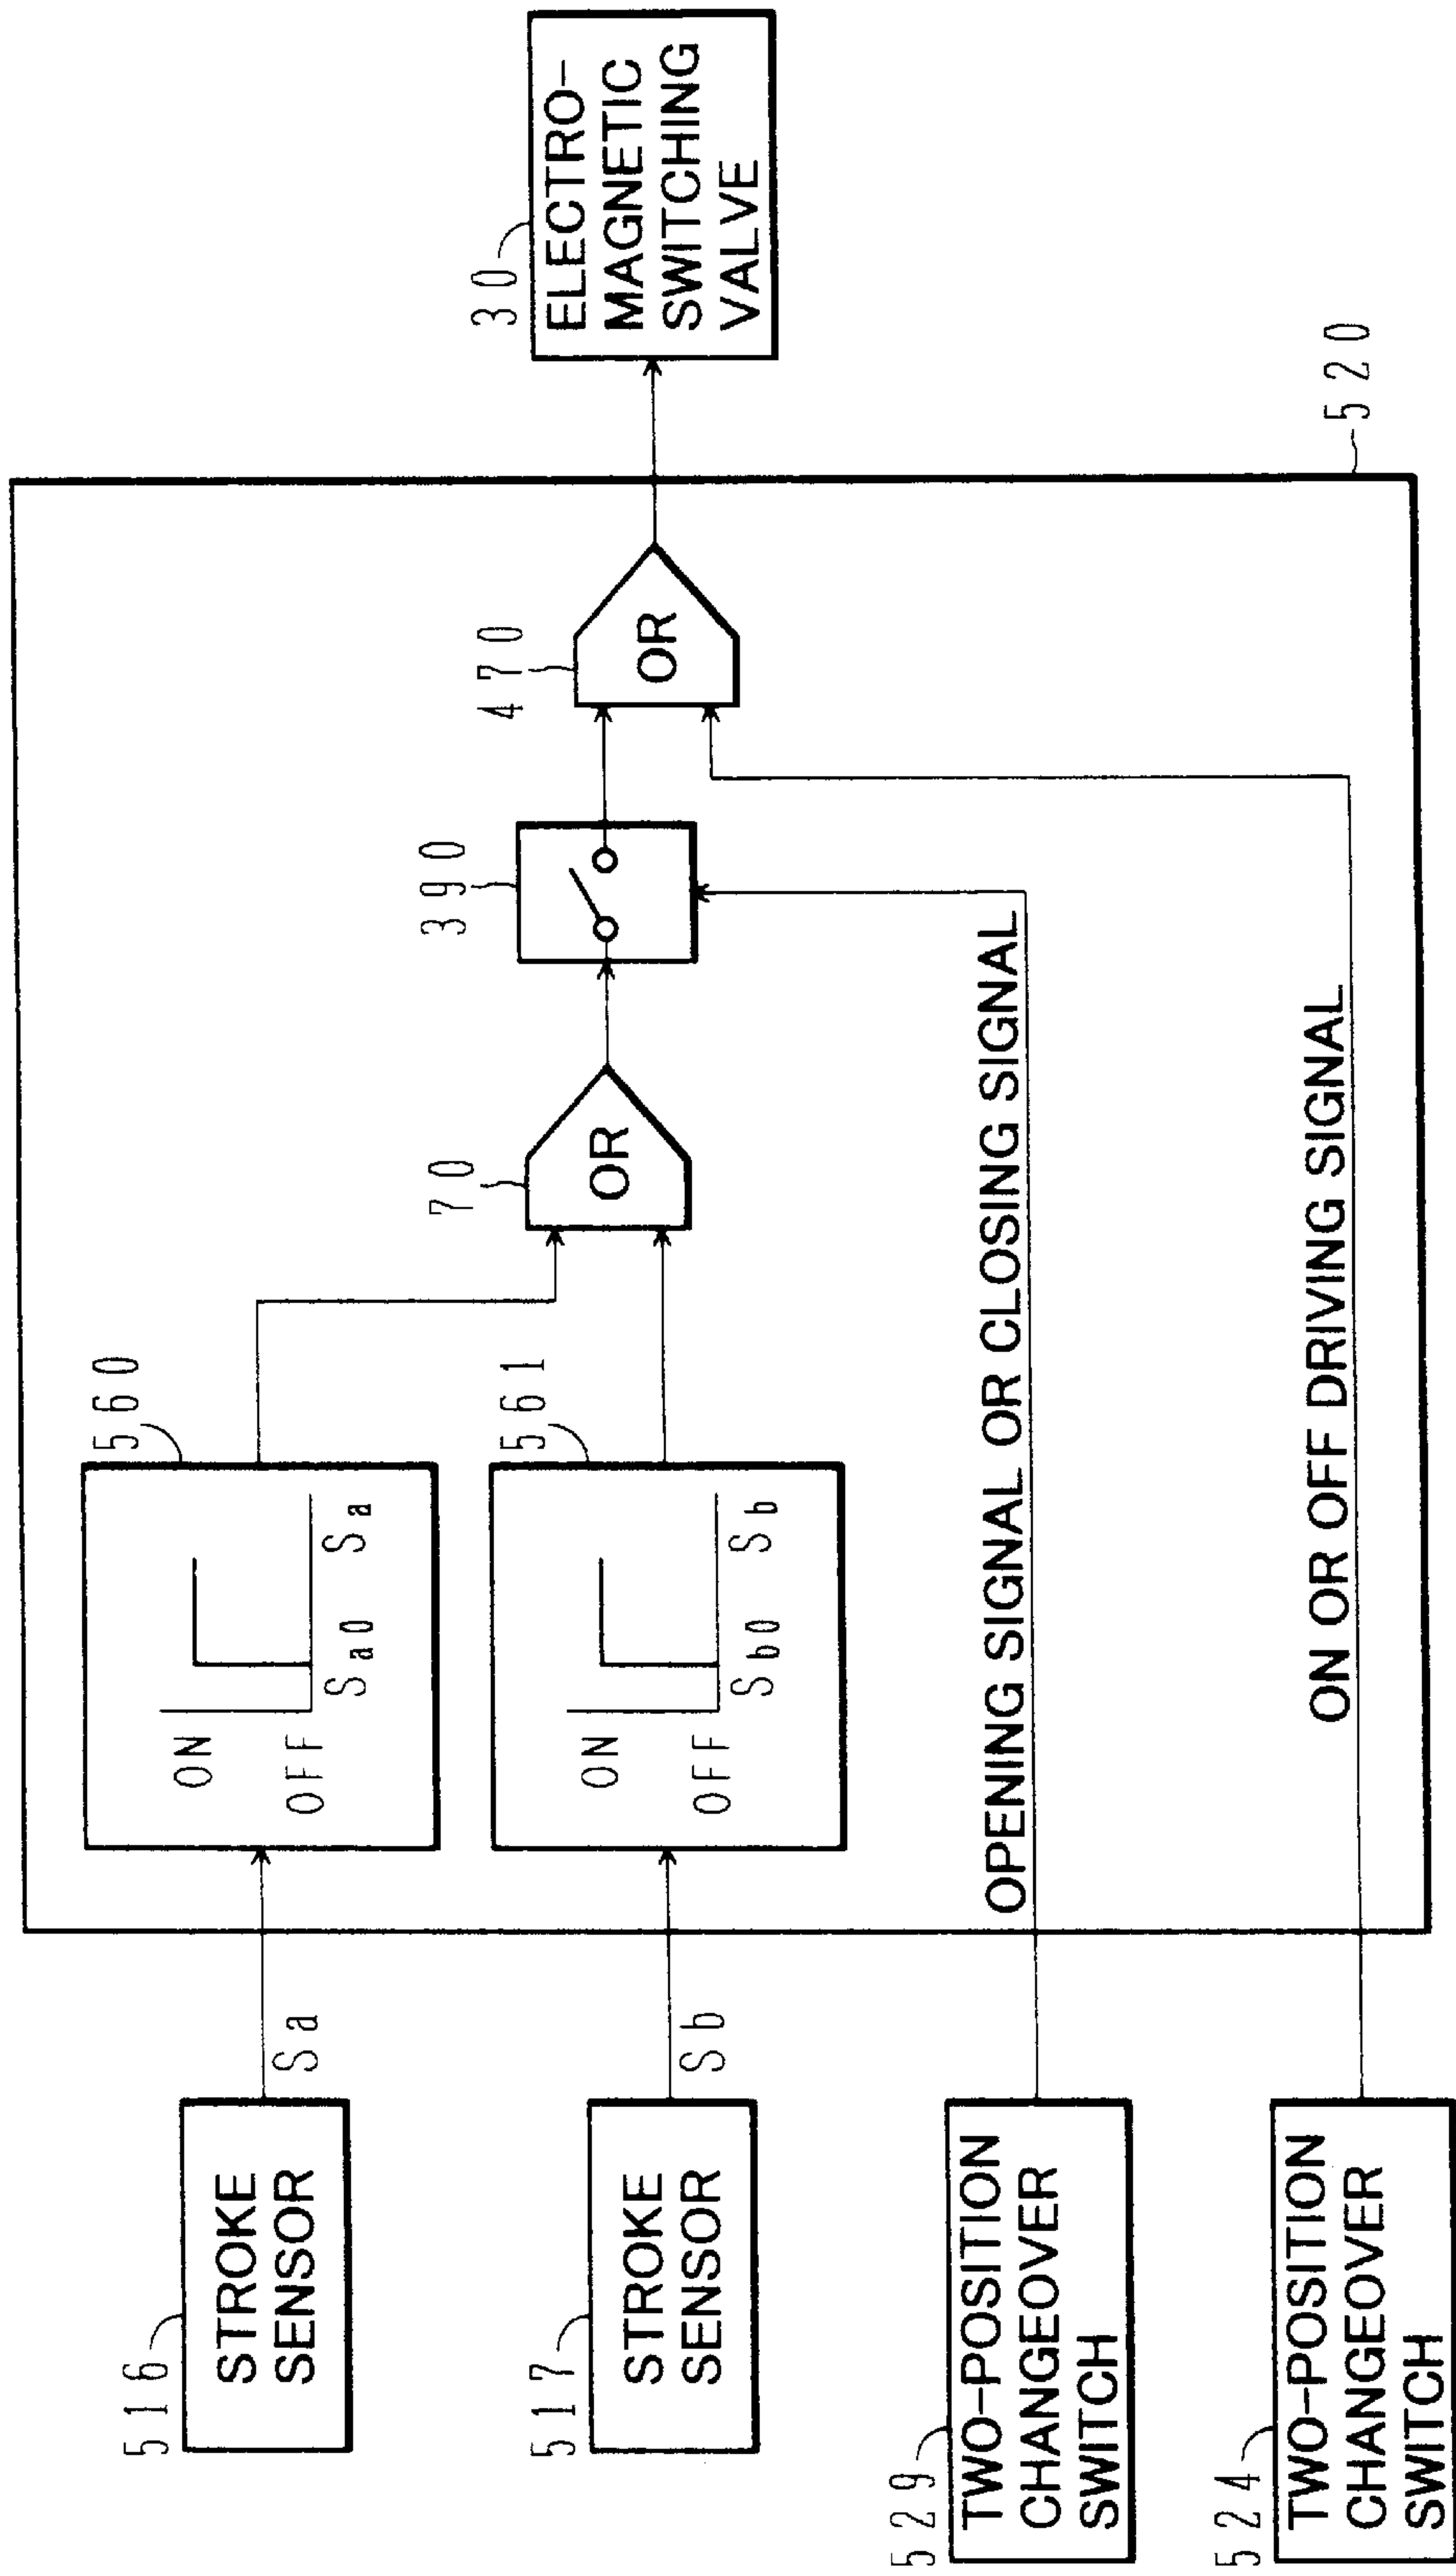 516
STROKE
SENSOR
Sa
560
ON
OFF
Sa0 Sa
517
STROKE
SENSOR
Sb
561
ON
OFF
Sb0 Sb
70
OR
390
470
OR
30
ELECTRO-
MAGNETIC
SWITCHING
VALVE
529
TWO-POSITION
CHANGEOVER
SWITCH
OPENING SIGNAL OR CLOSING SIGNAL
524
TWO-POSITION
CHANGEOVER
SWITCH
ON OR OFF DRIVING SIGNAL
520